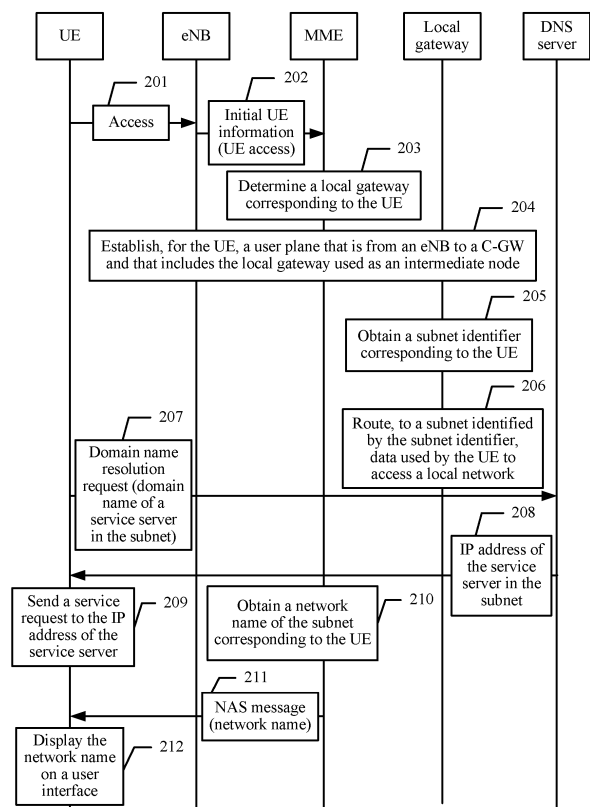 UE
eNB
MME
Local
gateway
DNS
server
201
Access
202
Initial UE
information
(UE access)
203
Determine a local gateway
corresponding to the UE
204
Establish, for the UE, a user plane that is from an eNB to a C-GW
and that includes the local gateway used as an intermediate node
205
Obtain a subnet identifier
corresponding to the UE
206
Route, to a subnet identified
by the subnet identifier,
data used by the UE to
access a local network
207
Domain name
resolution
request (domain
name of a
service server
in the subnet)
208
IP address of
the service
server in the
subnet
Send a service
request to the IP
address of the
service server
209
Obtain a network
name of the subnet
corresponding to the UE
210
211
NAS message
(network name)
Display the
network name
on a user
interface
212